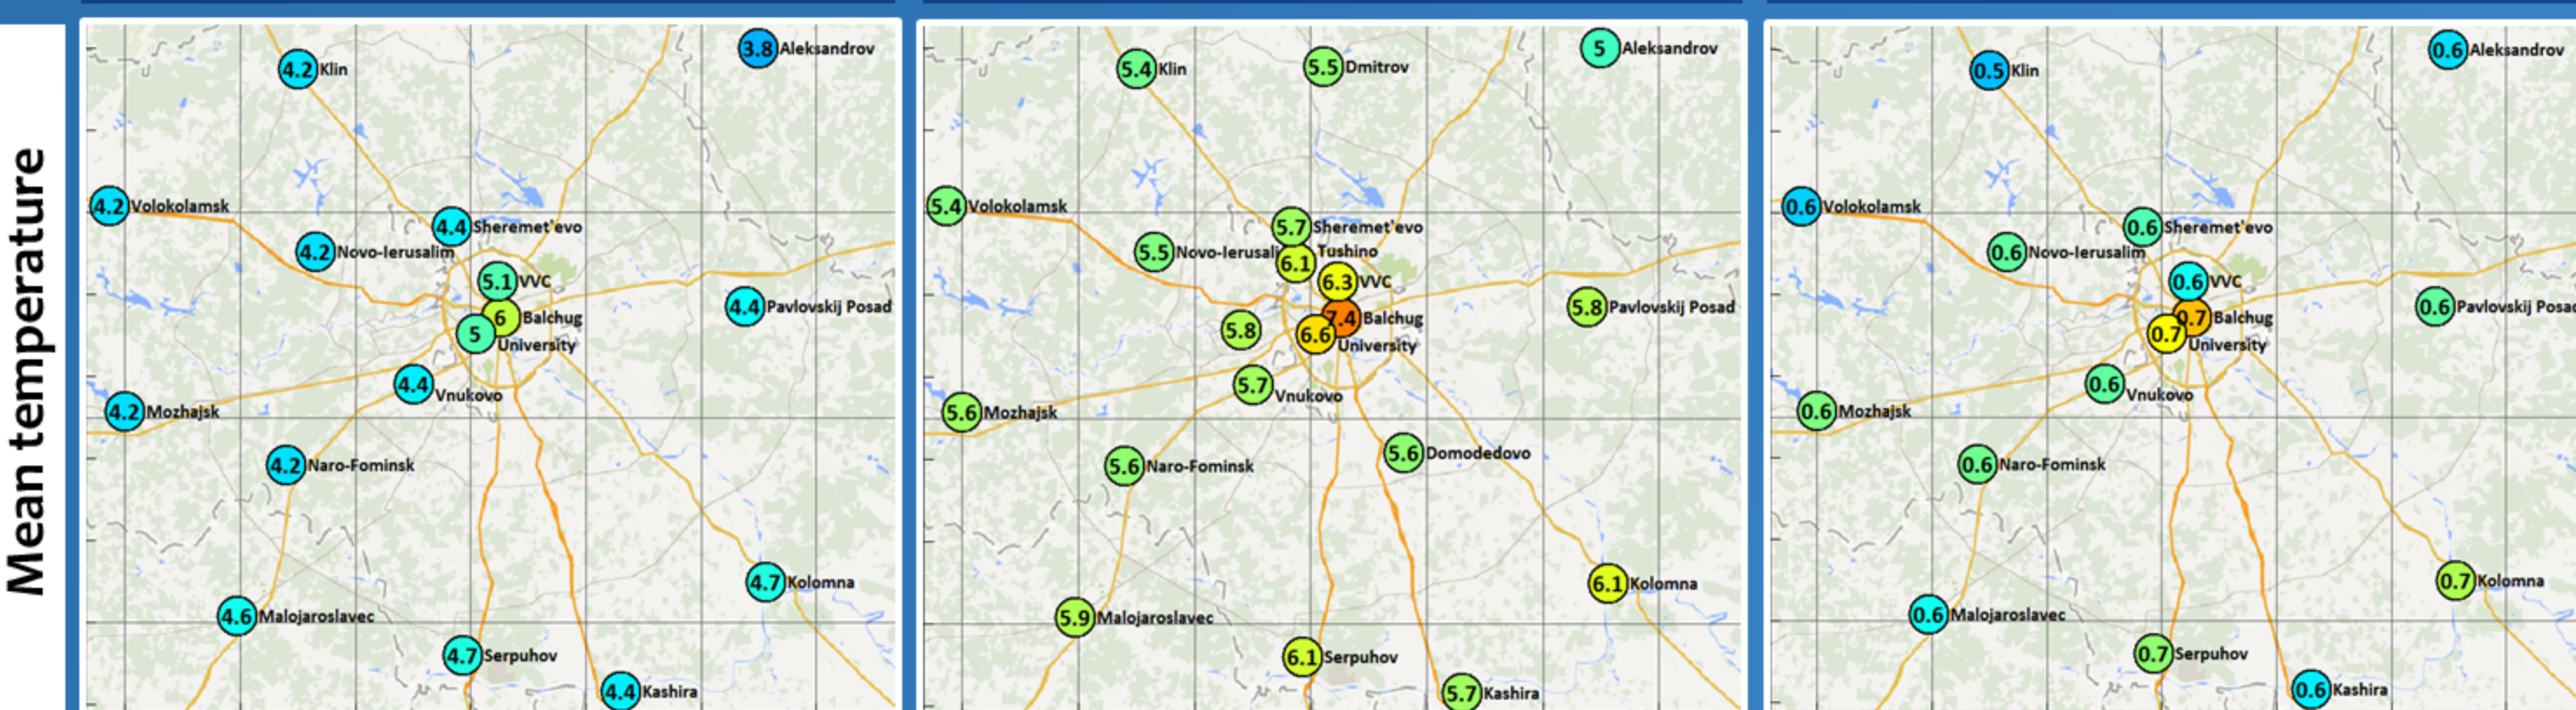 Mean temperature
3.8 Aleksandrov
4.2 Klin
4.2 Volokolamsk
4.4 Sheremet'evo
4.2 Novo-Ierusalim
5.1 VVC
4.4 Pavlovskij Posad
6 Balchug
5 University
4.4 Vnukovo
4.2 Mozhajsk
4.2 Naro-Fominsk
4.7 Kolomna
4.6 Malojaroslavec
4.7 Serpuhov
4.4 Kashira
5 Aleksandrov
5.4 Klin
5.5 Dmitrov
5.4 Volokolamsk
5.7 Sheremet'evo
5.5 Novo-Ierusali
6.1 Tushino
6.3 VVC
5.8 Pavlovskij Posad
7.4 Balchug
5.8
6.6 University
5.7 Vnukovo
5.6 Mozhajsk
5.6 Domodedovo
5.6 Naro-Fominsk
6.1 Kolomna
5.9 Malojaroslavec
6.1 Serpuhov
5.7 Kashira
0.6 Aleksandrov
0.5 Klin
0.6 Volokolamsk
0.6 Sheremet'evo
0.6 Novo-Ierusalim
0.6 VVC
0.6 Pavlovskij Posa
0.7 Balchug
0.7 University
0.6 Vnukovo
0.6 Mozhajsk
0.6 Naro-Fominsk
0.7 Kolomna
0.6 Malojaroslavec
0.7 Serpuhov
0.6 Kashira